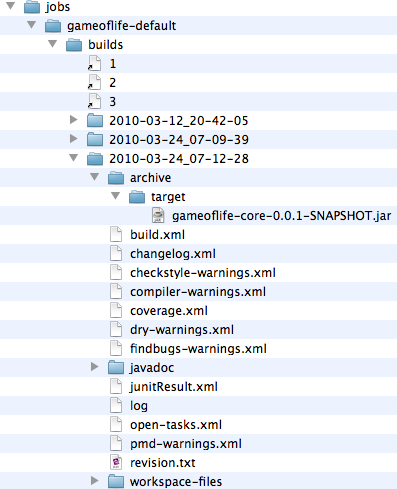 jobs
gameoflife-default
builds
1
2
3
2010-03-12_20-42-05
2010-03-24_07-09-39
2010-03-24_07-12-28
archive
target
gameoflife-core-0.0.1-SNAPSHOT.jar
build.xml
changelog.xml
checkstyle-warnings.xml
compiler-warnings.xml
coverage.xml
dry-warnings.xml
findbugs-warnings.xml
javadoc
junitResult.xml
log
open-tasks.xml
pmd-warnings.xml
revision.txt
workspace-files